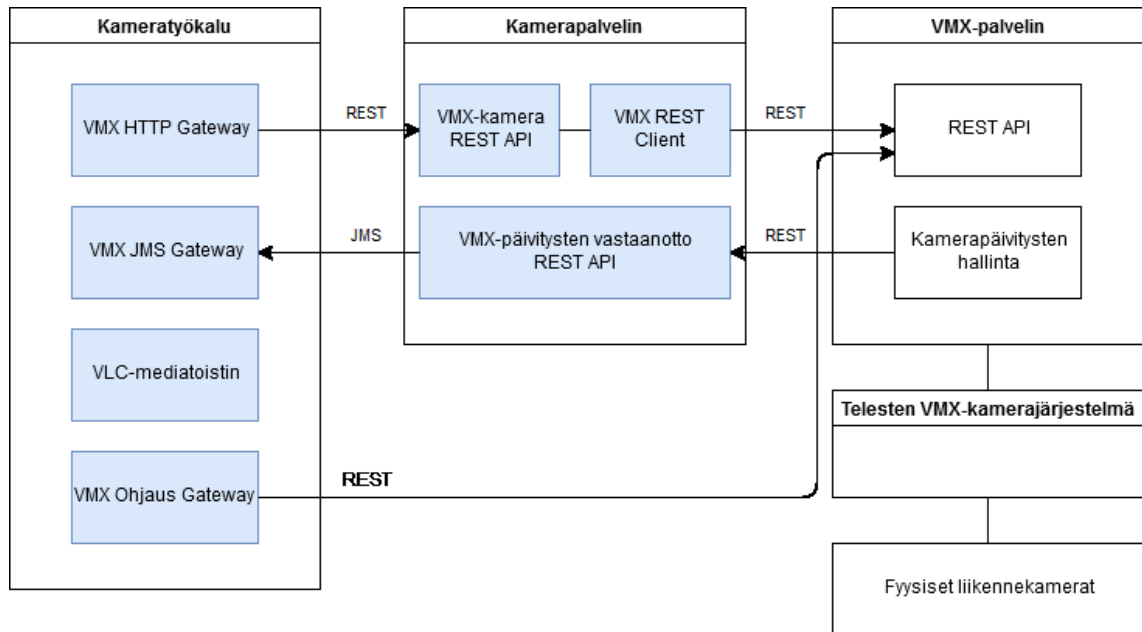 Kameratyökalu
Kamerapalvelin
VMX-palvelin
VMX HTTP Gateway
REST
VMX-kamera
REST API
VMX REST
Client
REST
REST API
VMX JMS Gateway
JMS
VMX-päivitysten vastaanotto
REST API
REST
Kamerapäivitysten
hallinta
VLC-mediatoistin
Telesten VMX-kamerajärjestelmä
VMX Ohjaus Gateway
REST
Fyysiset liikennekamerat